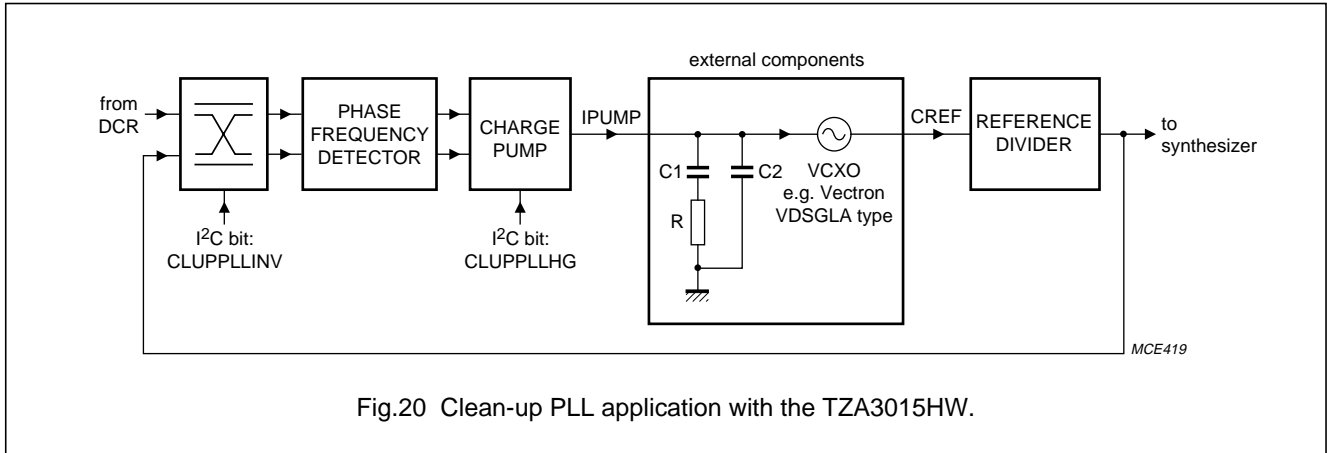 external components
from
DCR
PHASE
FREQUENCY
DETECTOR
CHARGE
PUMP
IPUMP
C1
C2
R
VCXO
e.g. Vectron
VDSGLA type
CREF
REFERENCE
DIVIDER
to
synthesizer
I2C bit:
CLUPPLLINV
I2C bit:
CLUPPLLHG
MCE419
Fig.20 Clean-up PLL application with the TZA3015HW.